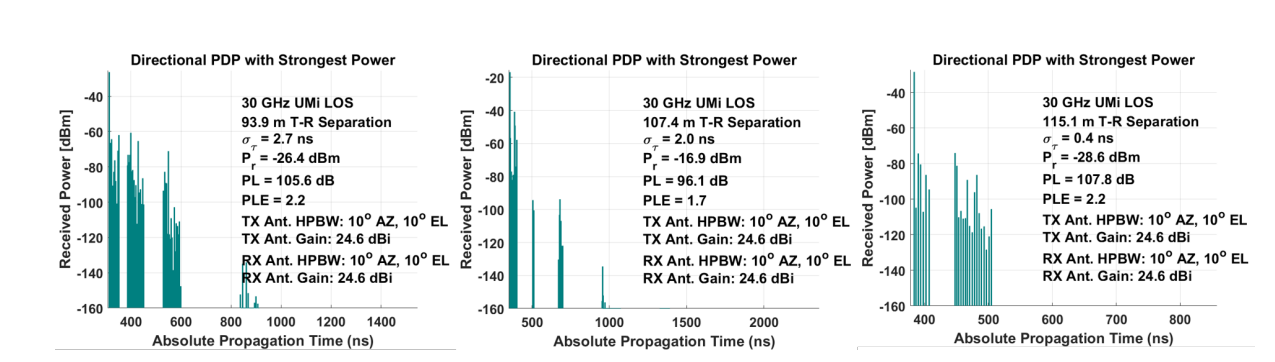 Directional PDP with Strongest Power
Received Power [dBm]
-40
-60
-80
-100
-120
-140
-160
30 GHz UMi LOS
93.9 m T-R Separation
σ_τ = 2.7 ns
P_r = -26.4 dBm
PL = 105.6 dB
PLE = 2.2
TX Ant. HPBW: 10° AZ, 10° EL
TX Ant. Gain: 24.6 dBi
RX Ant. HPBW: 10° AZ, 10° EL
RX Ant. Gain: 24.6 dBi
400 600 800 1000 1200 1400
Absolute Propagation Time (ns)
Directional PDP with Strongest Power
Received Power [dBm]
-20
-40
-60
-80
-100
-120
-140
-160
30 GHz UMi LOS
107.4 m T-R Separation
σ_τ = 2.0 ns
P_r = -16.9 dBm
PL = 96.1 dB
PLE = 1.7
TX Ant. HPBW: 10° AZ, 10° EL
TX Ant. Gain: 24.6 dBi
RX Ant. HPBW: 10° AZ, 10° EL
RX Ant. Gain: 24.6 dBi
500 1000 1500 2000
Absolute Propagation Time (ns)
Directional PDP with Strongest Power
Received Power [dBm]
-40
-60
-80
-100
-120
-140
-160
30 GHz UMi LOS
115.1 m T-R Separation
σ_τ = 0.4 ns
P_r = -28.6 dBm
PL = 107.8 dB
PLE = 2.2
TX Ant. HPBW: 10° AZ, 10° EL
TX Ant. Gain: 24.6 dBi
RX Ant. HPBW: 10° AZ, 10° EL
RX Ant. Gain: 24.6 dBi
400 500 600 700 800
Absolute Propagation Time (ns)